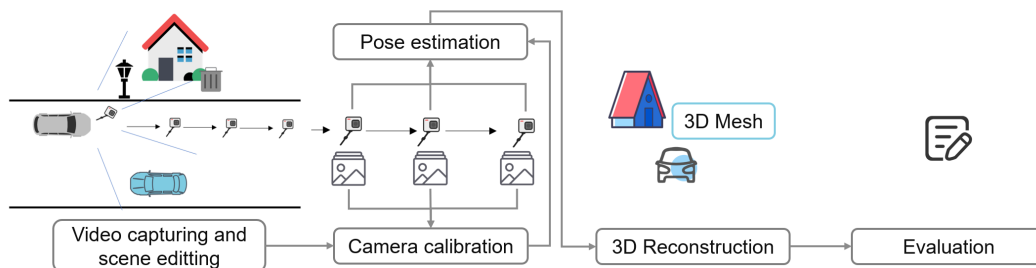 Pose estimation
3D Mesh
Video capturing and
scene editting
Camera calibration
3D Reconstruction
Evaluation